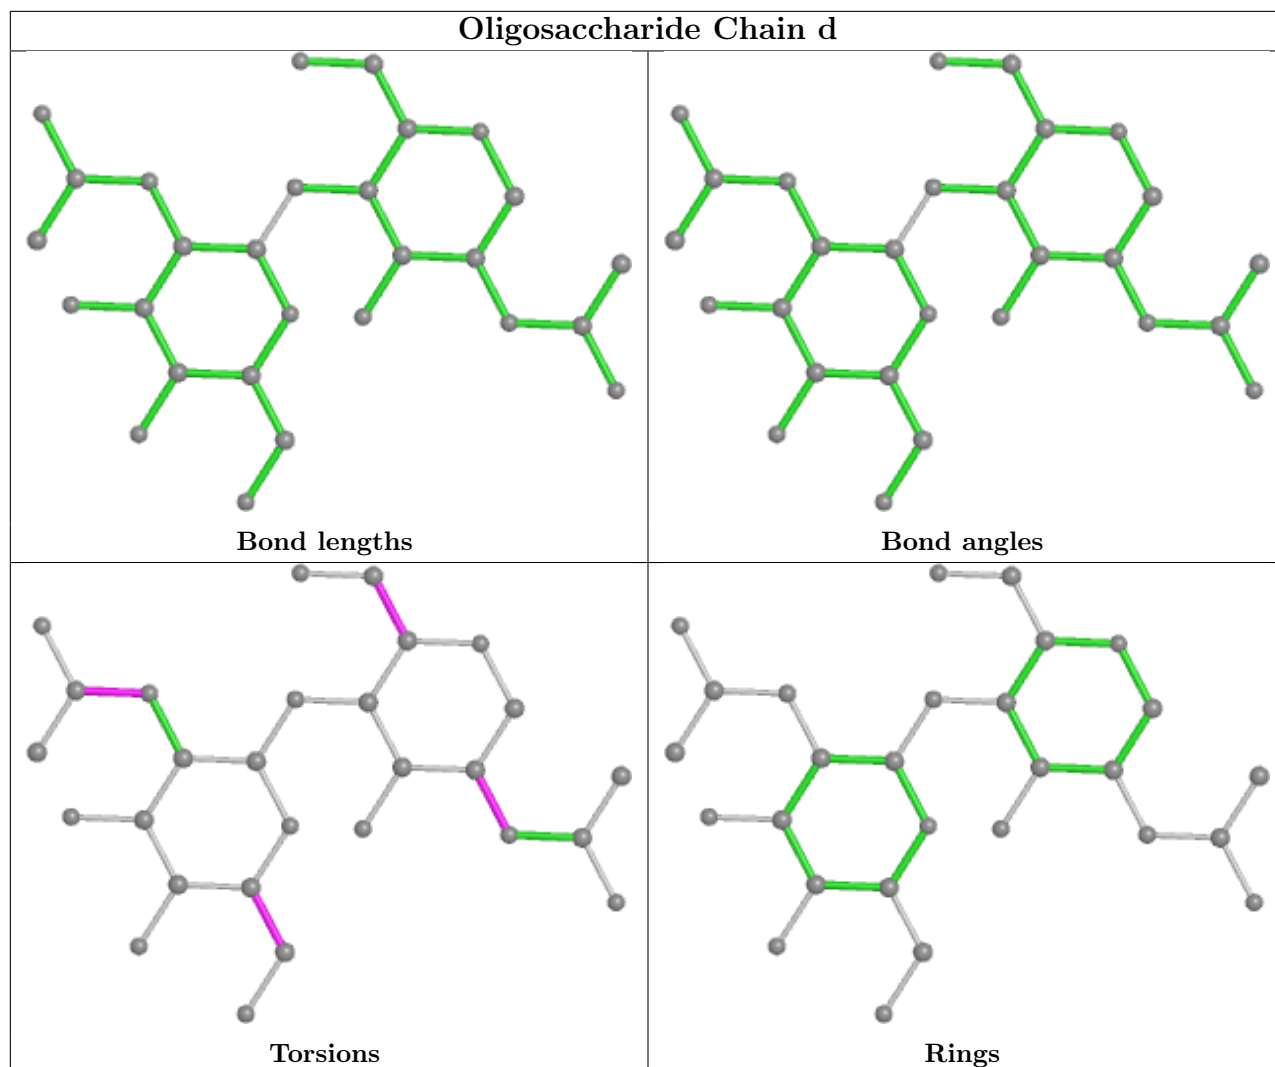 Oligosaccharide Chain d
Bond lengths
Bond angles
Torsions
Rings